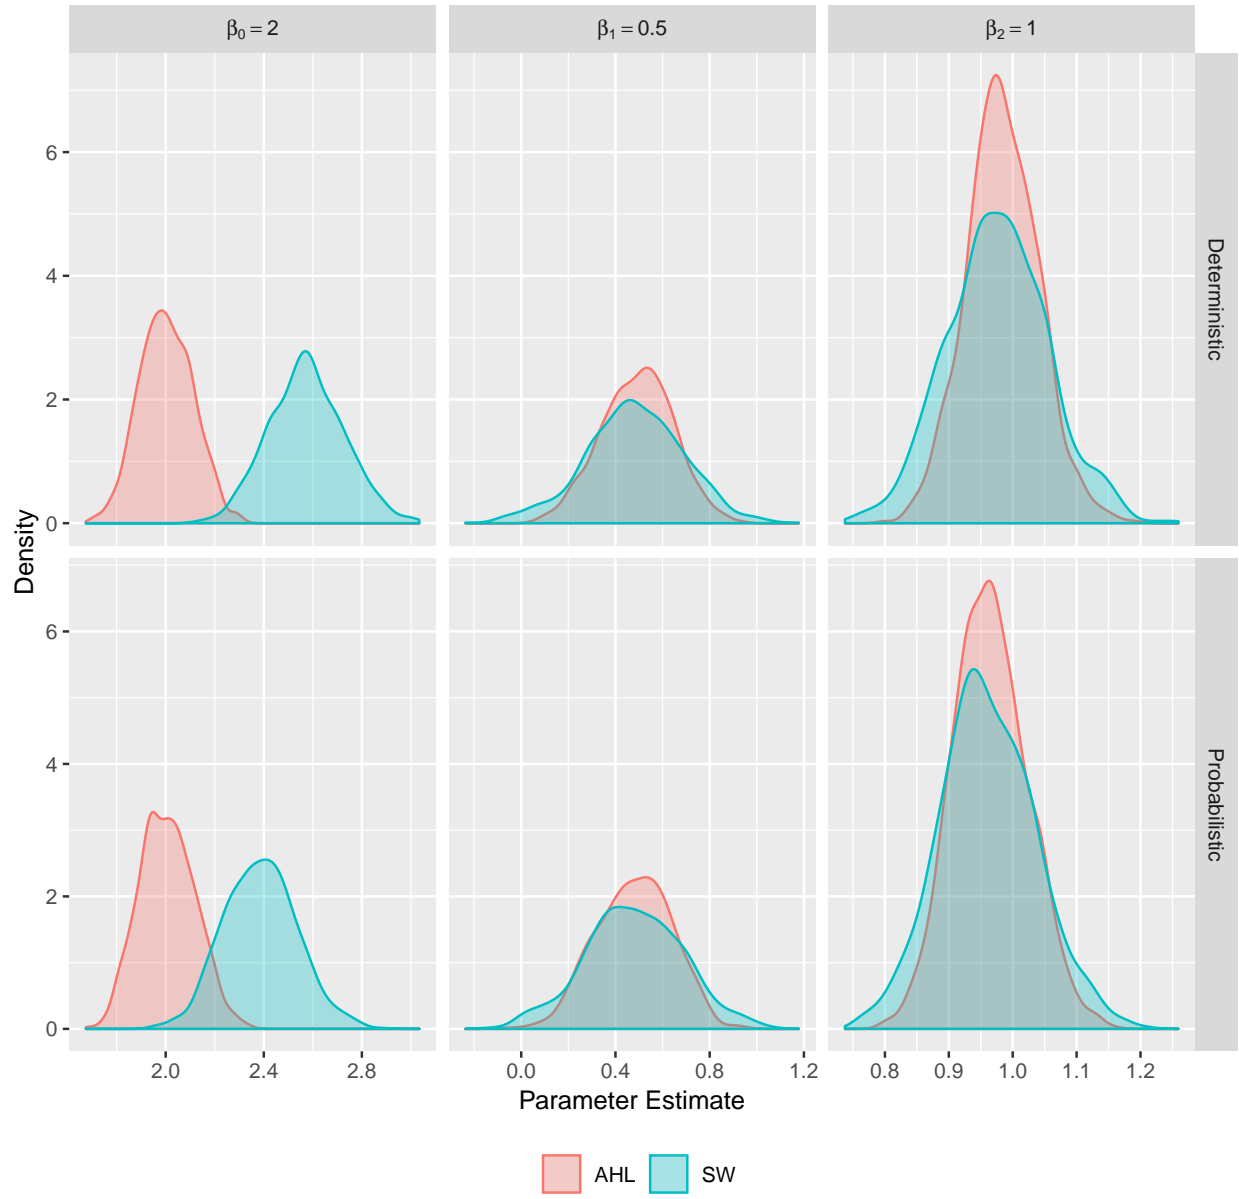 β₀ = 2
β₁ = 0.5
β₂ = 1
6
4
2
0
Deterministic
Density
6
4
2
0
Probabilistic
2.0 2.4 2.8
0.0 0.4 0.8 1.2
0.8 0.9 1.0 1.1 1.2
Parameter Estimate
AHL SW